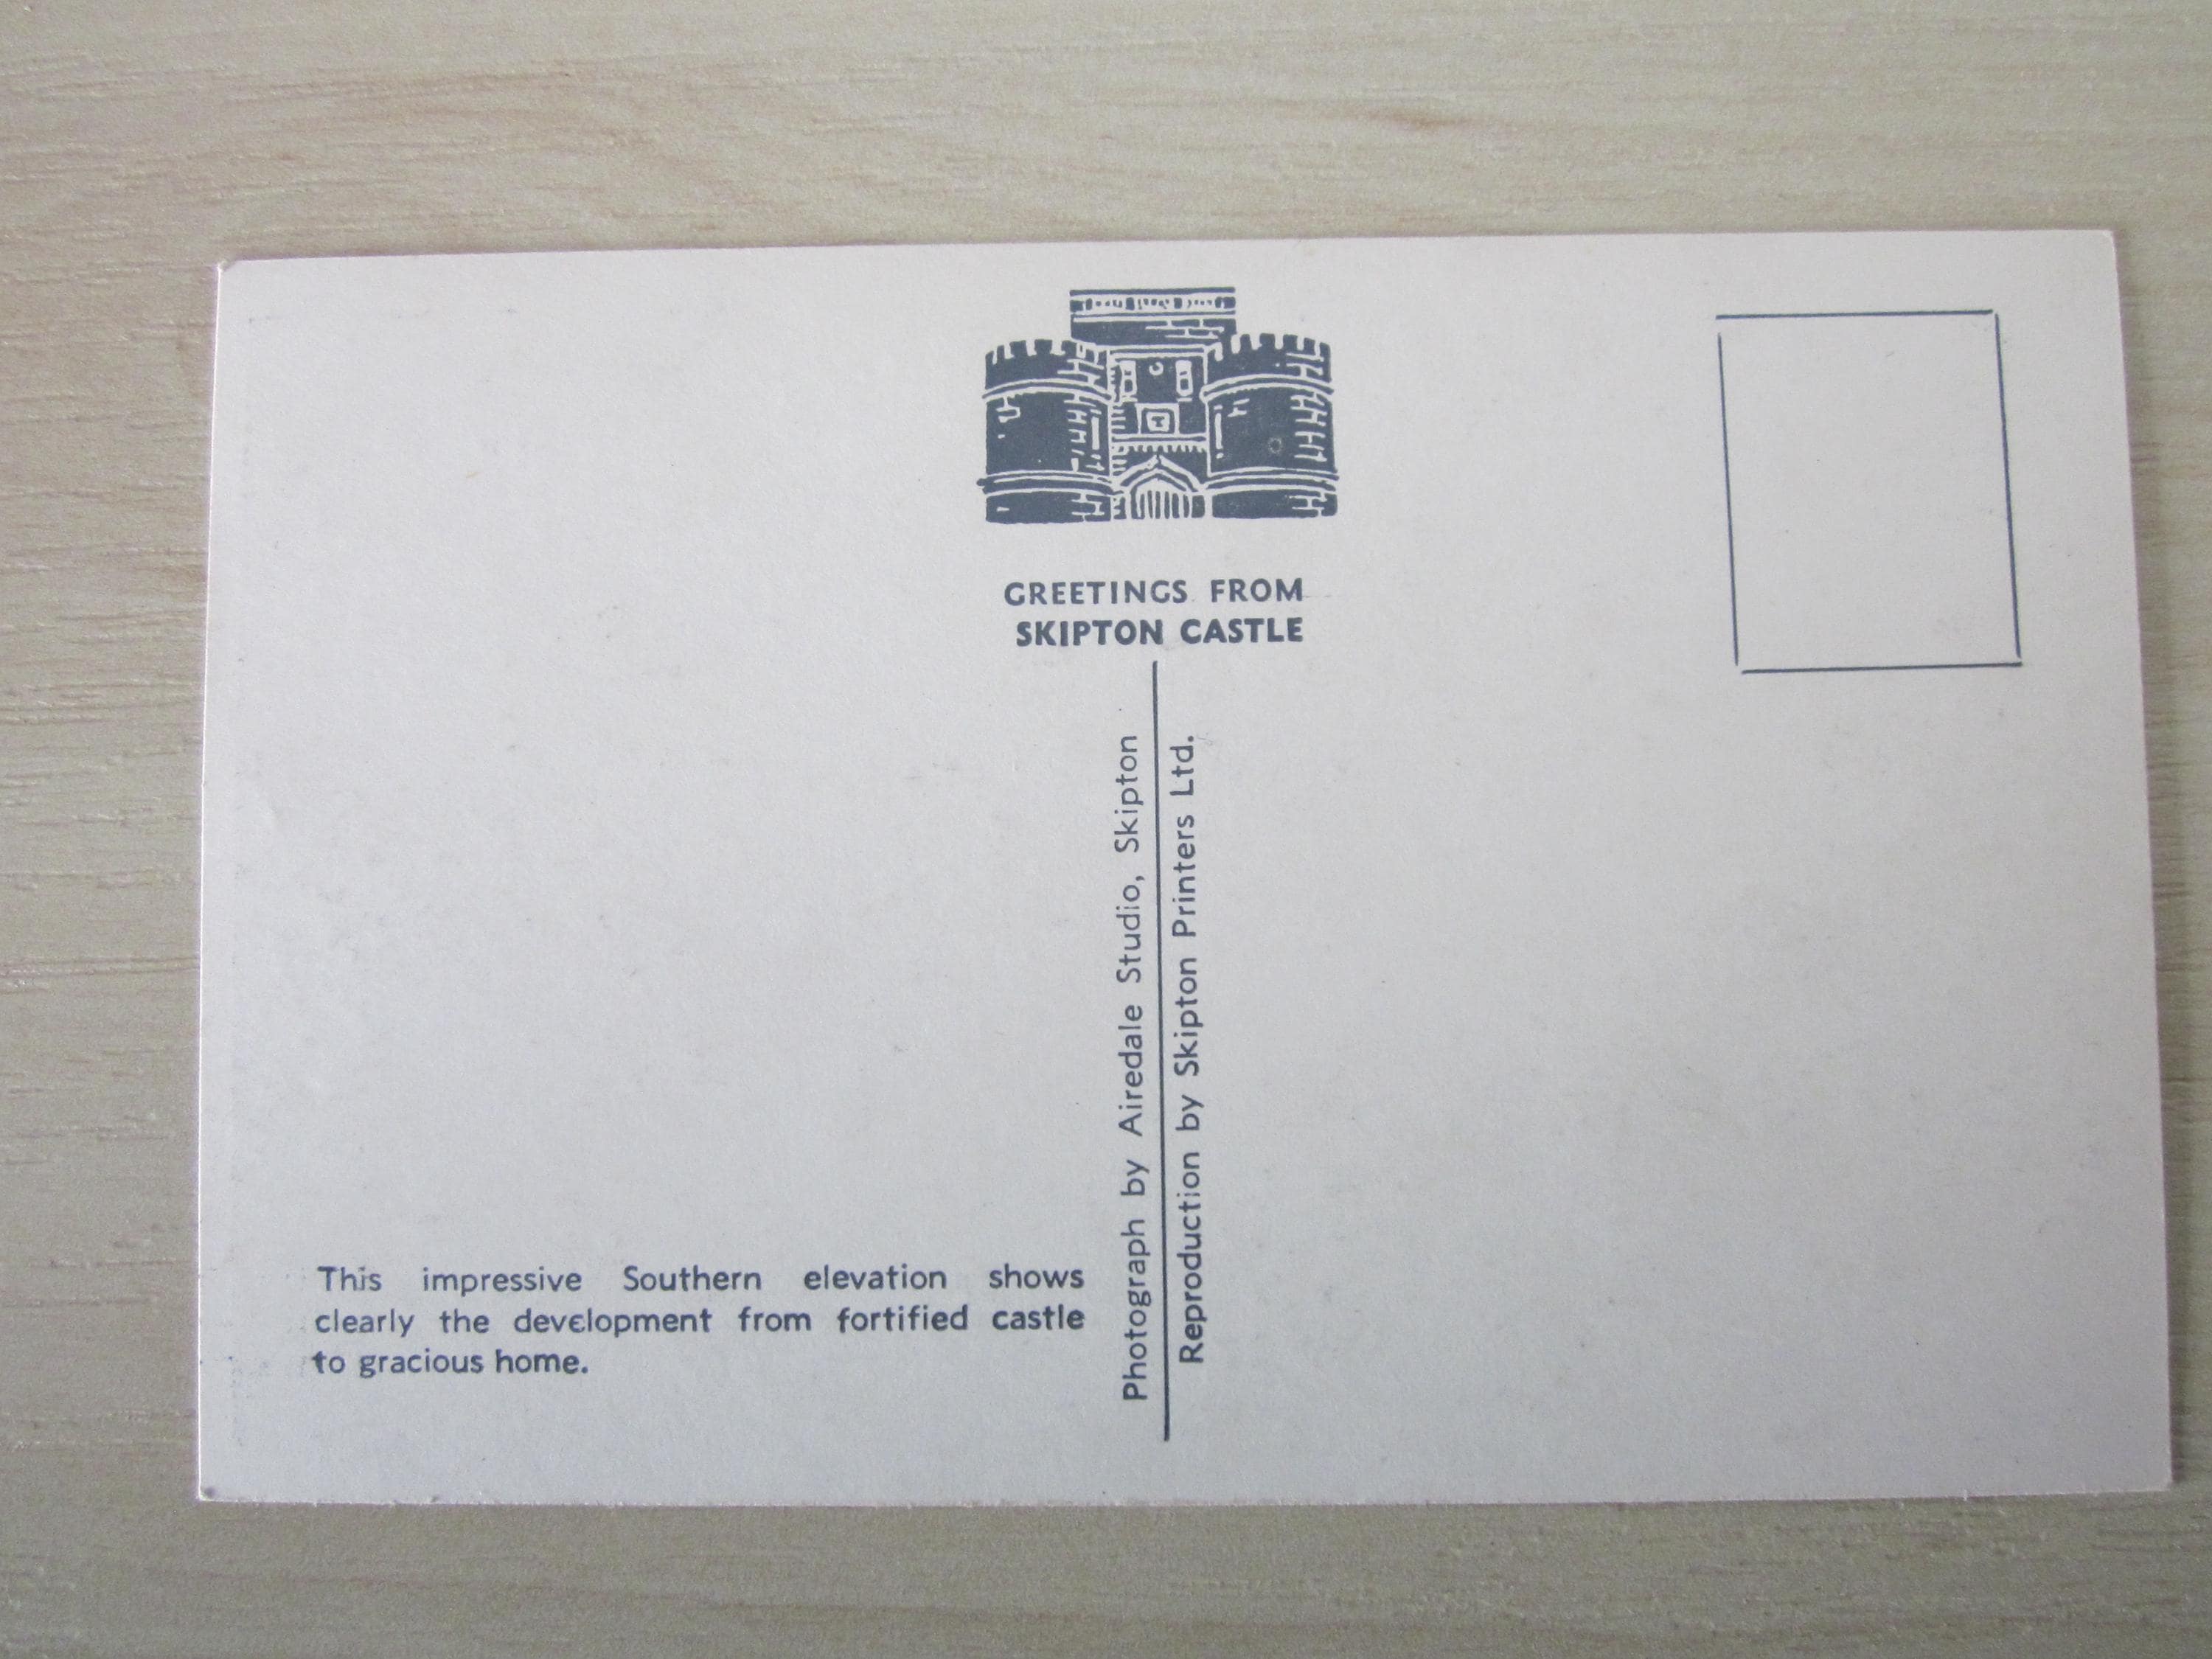 GREETINGS FROM
SKIPTON CASTLE
Photograph by Airedale Studio, Skipton
Reproduction by Skipton Printers Ltd.
This impressive Southern elevation shows
clearly the development from fortified castle
to gracious home.